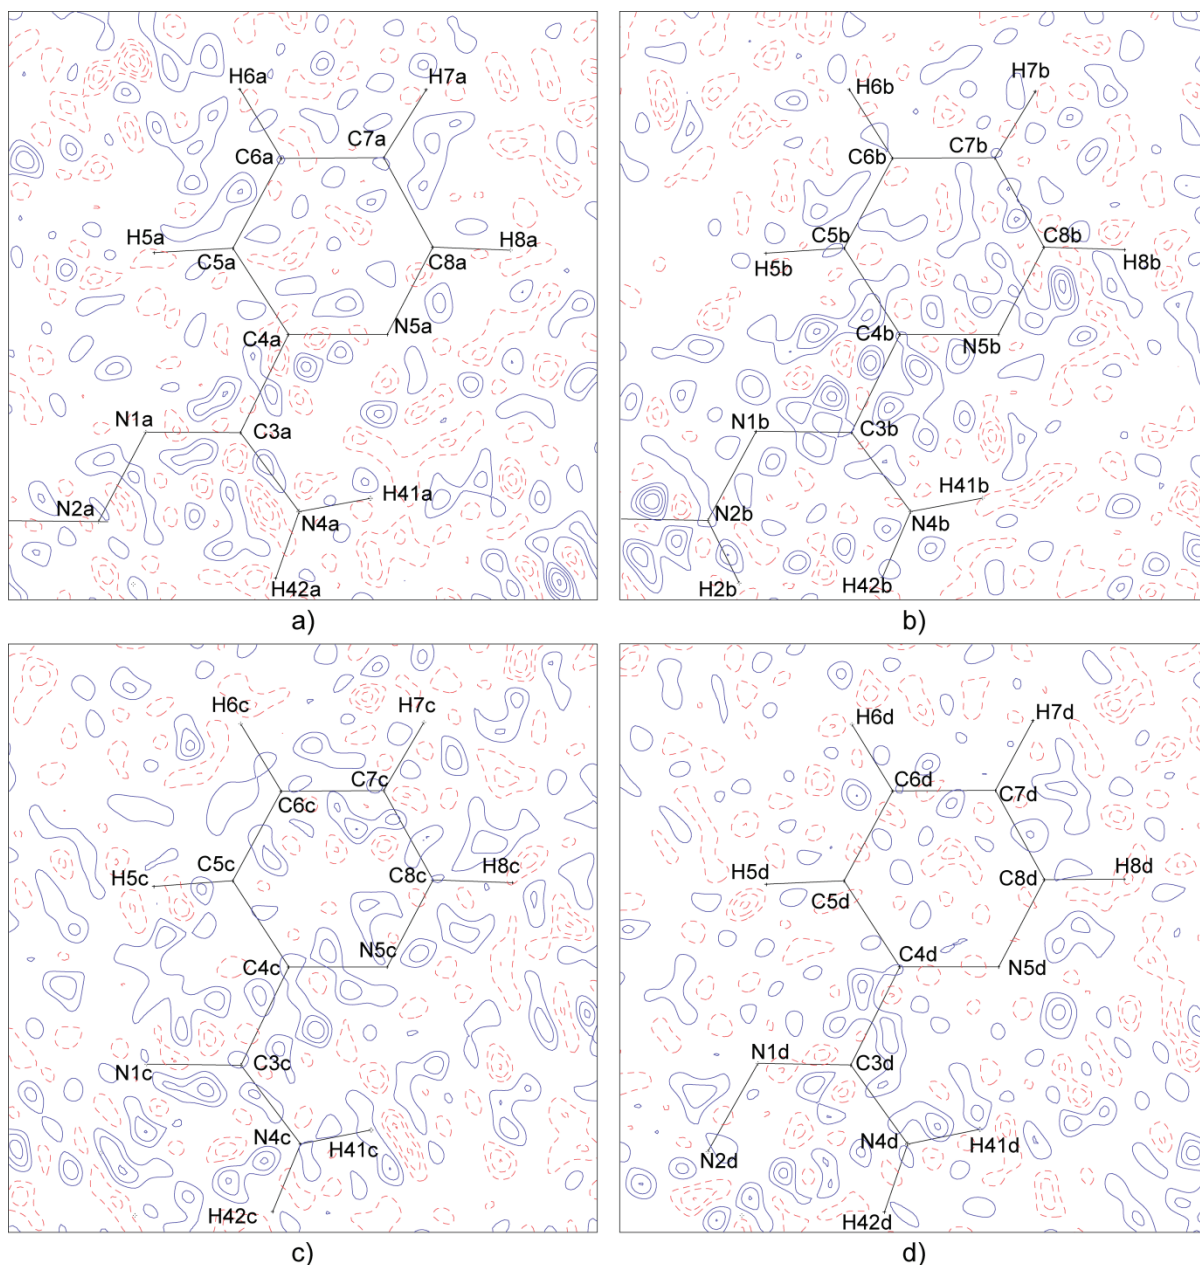 H6a H7a
C7a
C6a
H5a
C5a C8a H8a
C4a N5a
N1a C3a
N2a H41a
N4a
H42a
a)
H6b H7b
C6b C7b
H5b C5b C8b H8b
C4b N5b
N1b C3b
H41b
N2b N4b
H2b H42b
b)
H6c H7c
C7c
C6c
C5c C8c H8c
H5c
C4c N5c
N1c C3c
N4c H41c
H42c
c)
H6d H7d
C6d C7d
H5d C5d C8d H8d
C4d N5d
N1d C3d
N4d H41d
N2d
H42d
d)